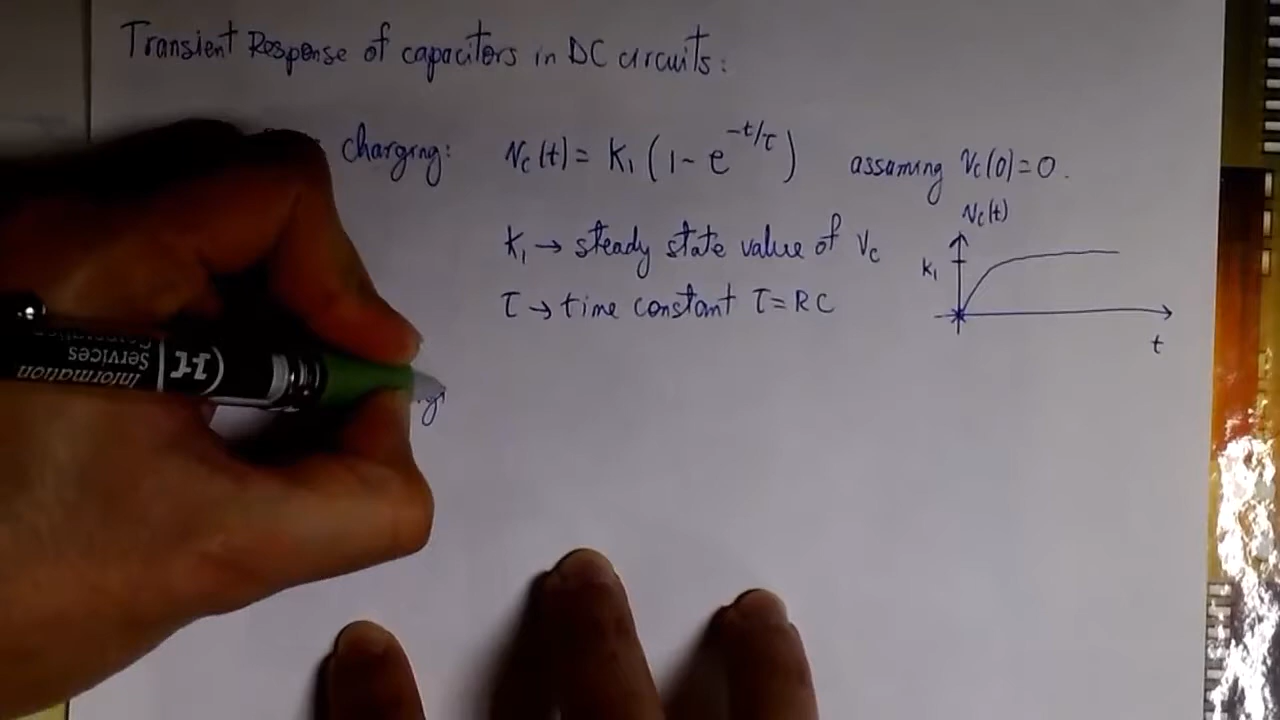 Transient Response of capacitors in DC circuits:
charging: Vc(t) = K₁ (1 - e^(-t/τ)) assuming Vc(0) = 0.
K₁ → steady state value of Vc
τ → time constant τ = RC
Vc(t)
K₁
t
Information
Services